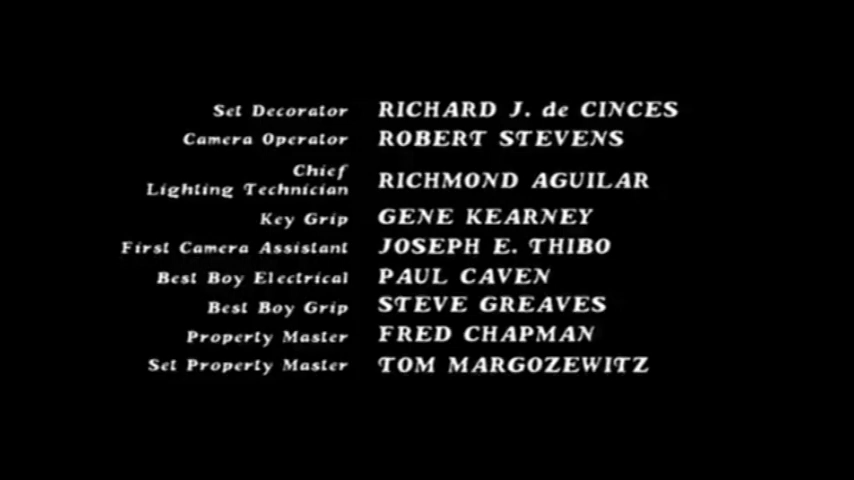 Set Decorator RICHARD J. de CINCES
Camera Operator ROBERT STEVENS
Chief
Lighting Technician RICHMOND AGUILAR
Key Grip GENE KEARNEY
First Camera Assistant JOSEPH E. THIBO
Best Boy Electrical PAUL CAVEN
Best Boy Grip STEVE GREAVES
Property Master FRED CHAPMAN
Set Property Master TOM MARGOZEWITZ